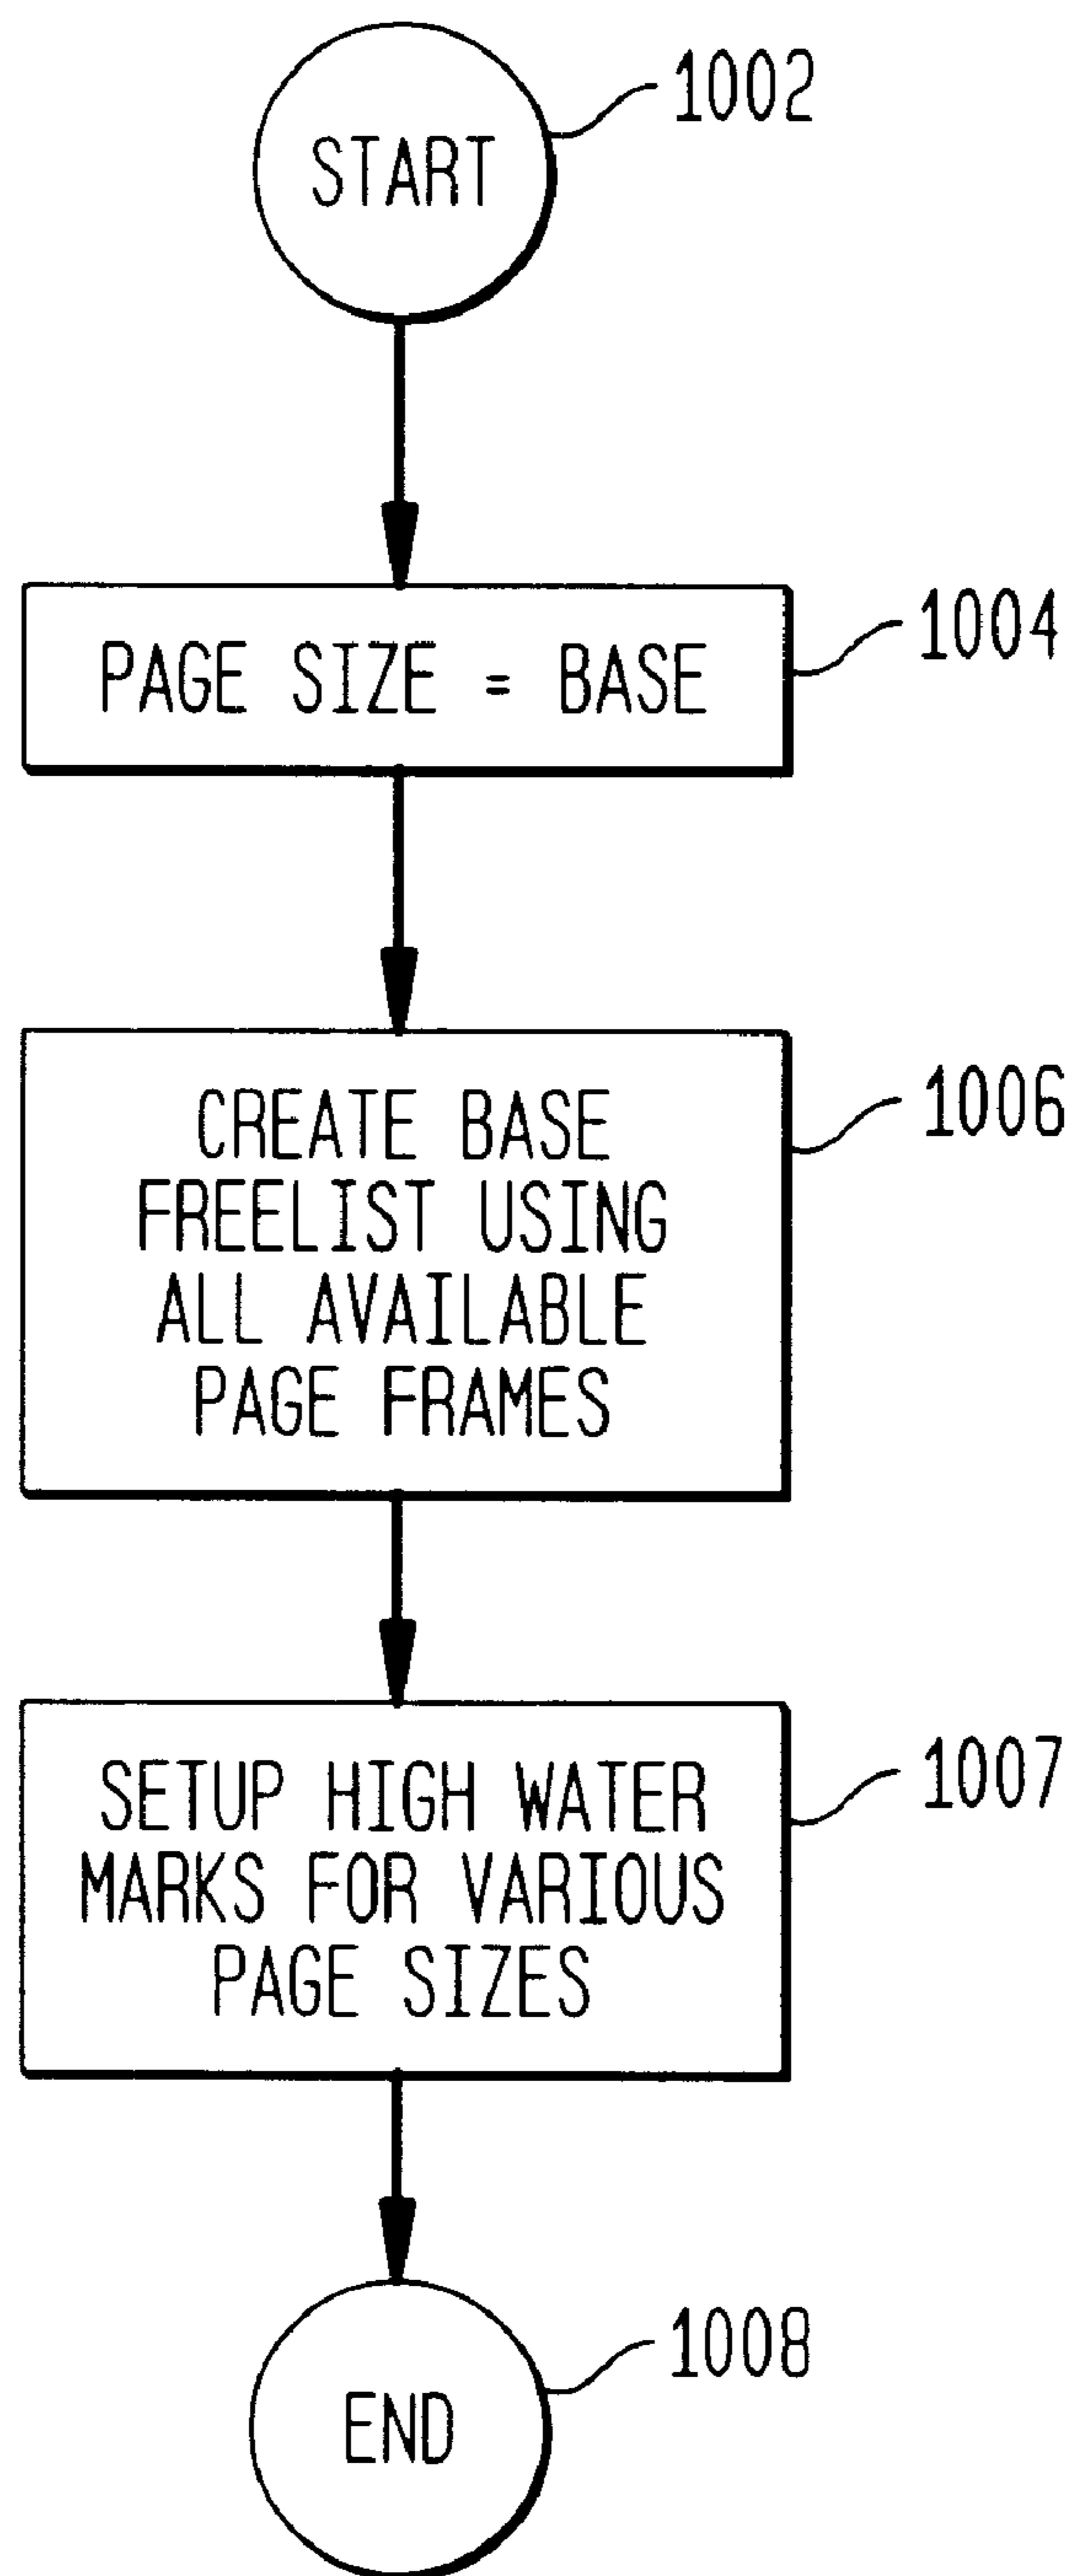 START
1002
PAGE SIZE = BASE
1004
CREATE BASE
FREELIST USING
ALL AVAILABLE
PAGE FRAMES
1006
SETUP HIGH WATER
MARKS FOR VARIOUS
PAGE SIZES
1007
END
1008